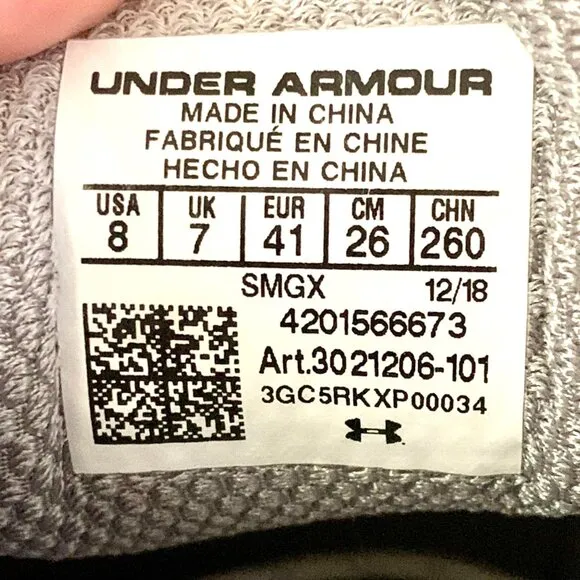 UNDER ARMOUR
MADE IN CHINA
FABRIQUÉ EN CHINE
HECHO EN CHINA
USA UK EUR CM CHN
8 7 41 26 260
SMGX 12/18
4201566673
Art.3021206-101
3GC5RKXP00034